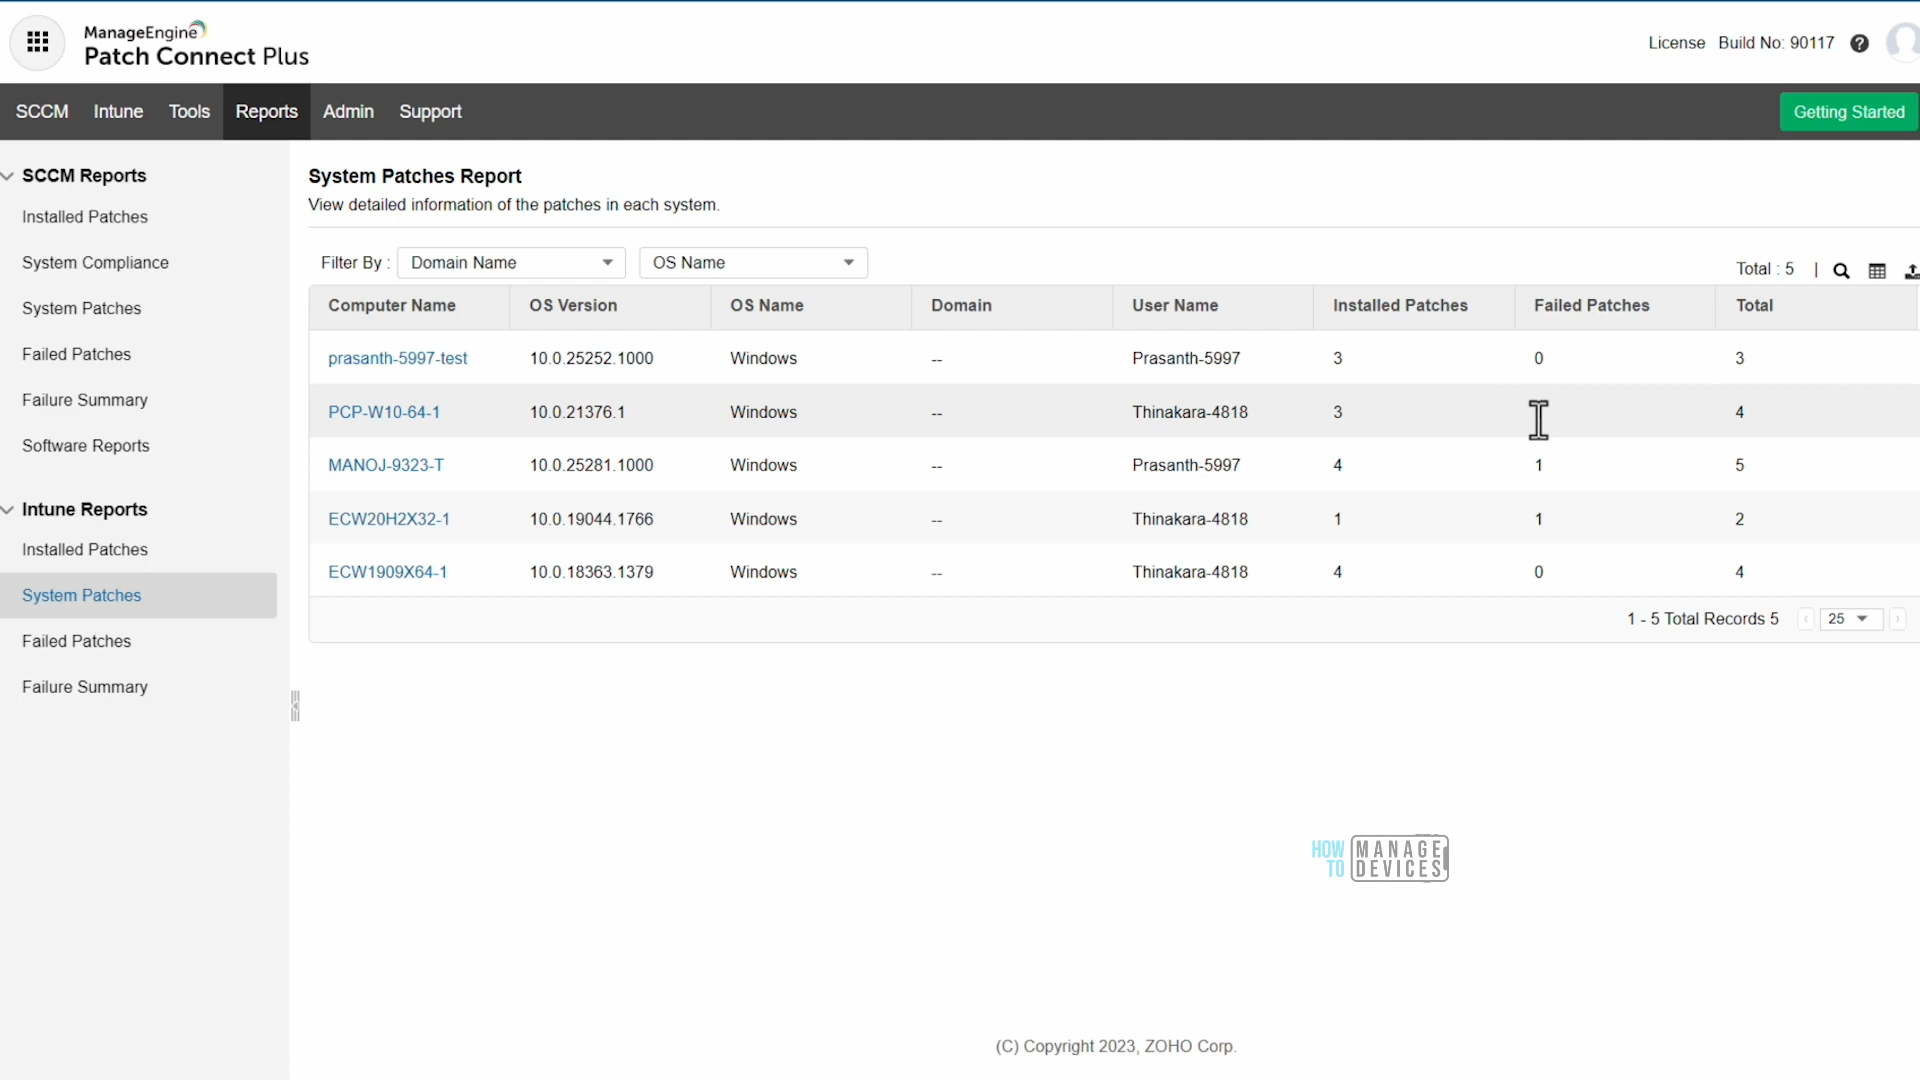 ManageEngine
Patch Connect Plus
License Build No: 90117 ?
SCCM Intune Tools Reports Admin Support Getting Started
SCCM Reports
Installed Patches
System Compliance
System Patches
Failed Patches
Failure Summary
Software Reports
Intune Reports
Installed Patches
System Patches
Failed Patches
Failure Summary
System Patches Report
View detailed information of the patches in each system.
Filter By : Domain Name OS Name Total : 5 |
Computer Name OS Version OS Name Domain User Name Installed Patches Failed Patches Total
prasanth-5997-test 10.0.25252.1000 Windows -- Prasanth-5997 3 0 3
PCP-W10-64-1 10.0.21376.1 Windows -- Thinakara-4818 3 4
MANOJ-9323-T 10.0.25281.1000 Windows -- Prasanth-5997 4 1 5
ECW20H2X32-1 10.0.19044.1766 Windows -- Thinakara-4818 1 1 2
ECW1909X64-1 10.0.18363.1379 Windows -- Thinakara-4818 4 0 4
1 - 5 Total Records 5 25
HOW TO MANAGE DEVICES
(C) Copyright 2023, ZOHO Corp.